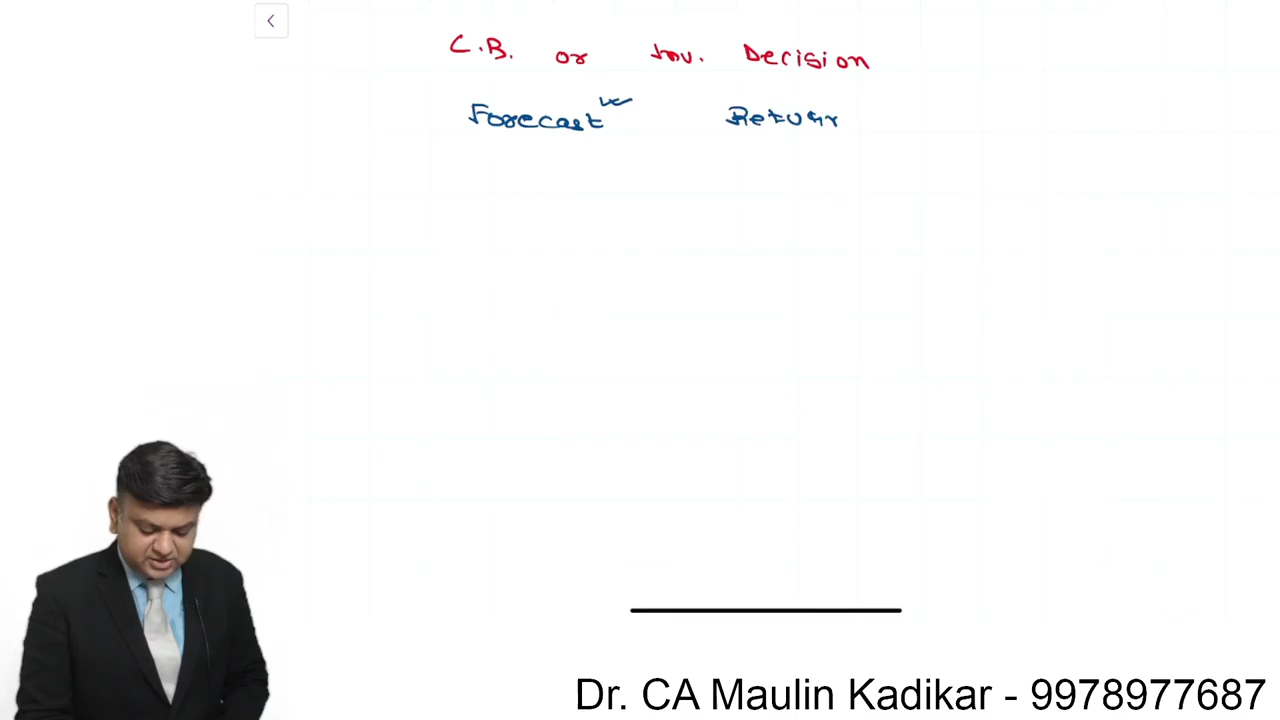 C.B. or Inv. Decision
Forecast Return
Dr. CA Maulin Kadikar - 9978977687